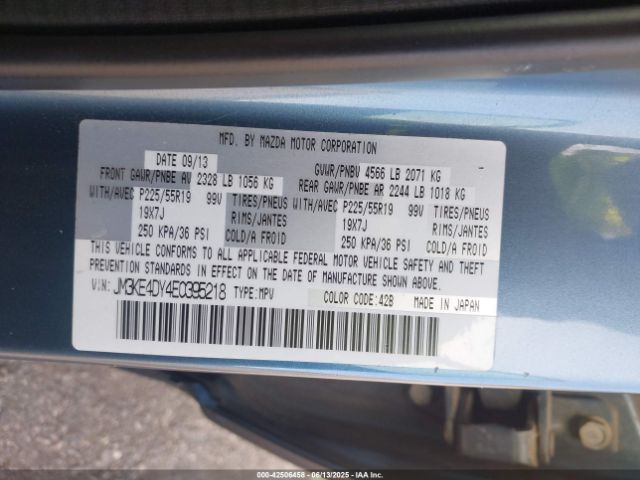 MFD. BY MAZDA MOTOR CORPORATION
DATE 09/13 GVWR/PNBV 4566 LB 2071 KG
FRONT GAWR/PNBE AV 2328 LB 1056 KG REAR GAWR/PNBE AR 2244 LB 1018 KG
WITH/AVEC P225/55R19 99V TIRES/PNEUS WITH/AVEC P225/55R19 99V TIRES/PNEUS
19X7J RIMS/JANTES 19X7J RIMS/JANTES
250 KPA/36 PSI COLD/A FROID 250 KPA/36 PSI COLD/A FROID
THIS VEHICLE CONFORMS TO ALL APPLICABLE FEDERAL MOTOR VEHICLE SAFETY AND THEFT
PREVENTION STANDARDS IN EFFECT ON THE DATE OF MANUFACTURE SHOWN ABOVE.
VIN: JM3KE4DY4E0395218 TYPE: MPV COLOR CODE: 42B MADE IN JAPAN
000-42506458 - 06/13/2025 - IAA Inc.